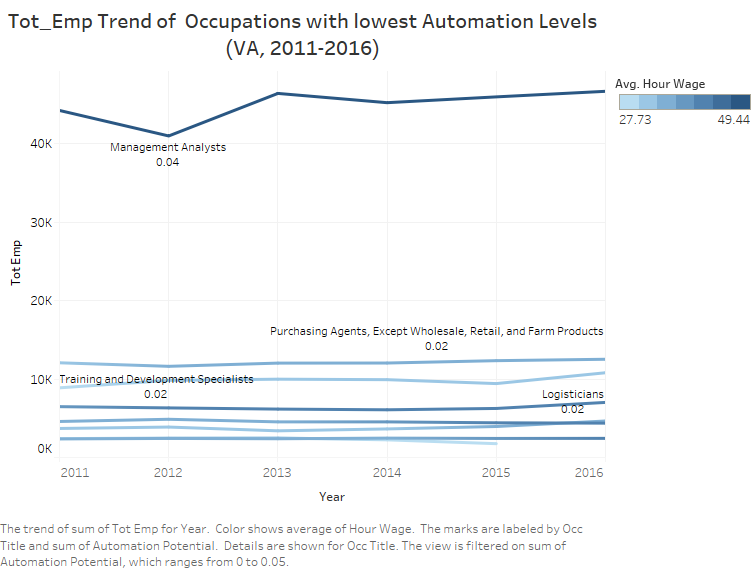 Tot_Emp Trend of  Occupations with lowest Automation Levels
(VA, 2011-2016)
Avg. Hour Wage
27.73 49.44
40K
Management Analysts
0.04
30K
Tot Emp
20K
Purchasing Agents, Except Wholesale, Retail, and Farm Products
0.02
10K
Training and Development Specialists
0.02
Logisticians
0.02
0K
2011 2012 2013 2014 2015 2016
Year
The trend of sum of Tot Emp for Year.  Color shows average of Hour Wage.  The marks are labeled by Occ
Title and sum of Automation Potential.  Details are shown for Occ Title. The view is filtered on sum of
Automation Potential, which ranges from 0 to 0.05.